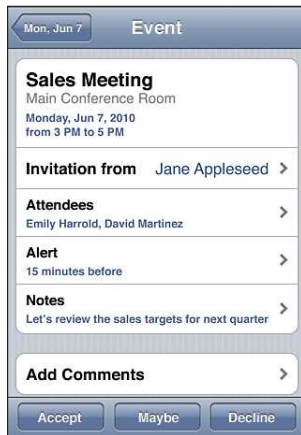 Mon, Jun 7
Event
Sales Meeting
Main Conference Room
Monday, Jun 7, 2010
from 3 PM to 5 PM
Invitation from Jane Appleseed
Attendees
Emily Harrold, David Martinez
Alert
15 minutes before
Notes
Let's review the sales targets for next quarter
Add Comments
Accept
Maybe
Decline